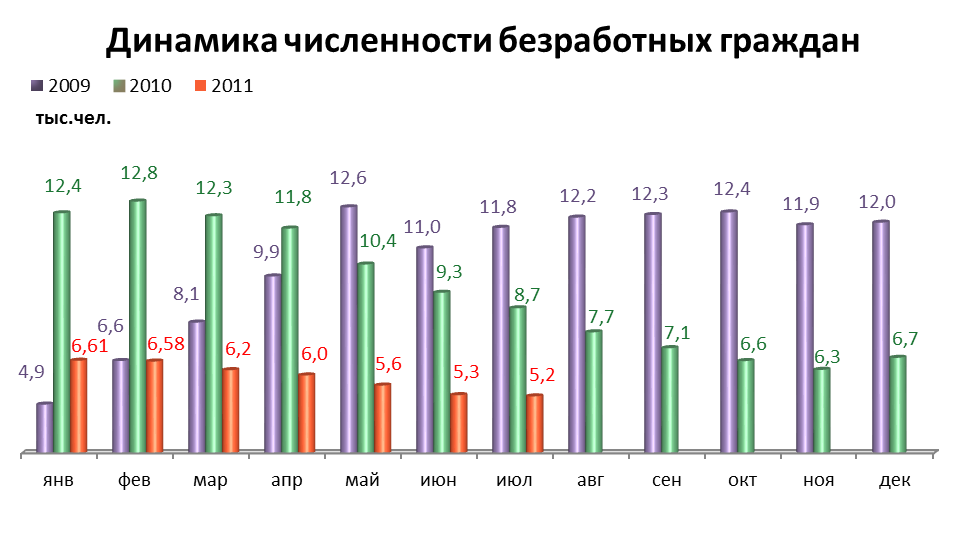 Динамика численности безработных граждан
2009 2010 2011
тыс.чел.
4,9 12,4 6,61
6,6 12,8 6,58
8,1 12,3 6,2
9,9 11,8 6,0
12,6 10,4 5,6
11,0 9,3 5,3
11,8 8,7 5,2
12,2 7,7
12,3 7,1
12,4 6,6
11,9 6,3
12,0 6,7
янв фев мар апр май июн июл авг сен окт ноя дек